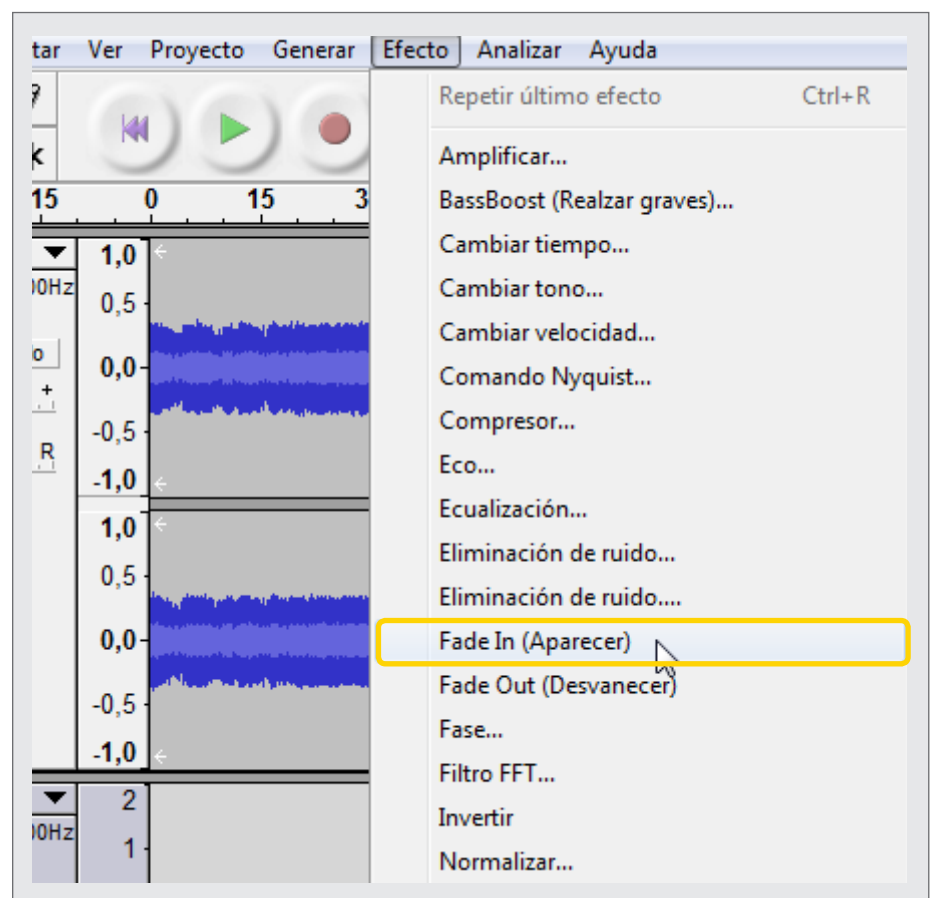 tar Ver Proyecto Generar Efecto Analizar Ayuda
Repetir último efecto Ctrl+R
Amplificar...
BassBoost (Realzar graves)...
Cambiar tiempo...
Cambiar tono...
Cambiar velocidad...
Comando Nyquist...
Compresor...
Eco...
Ecualización...
Eliminación de ruido...
Eliminación de ruido....
Fade In (Aparecer)
Fade Out (Desvanecer)
Fase...
Filtro FFT...
Invertir
Normalizar...
k
15 0 15 3
1,0
00Hz
0,5
o
0,0
+
-0,5
R
-1,0
1,0
0,5
0,0
-0,5
-1,0
2
00Hz
1